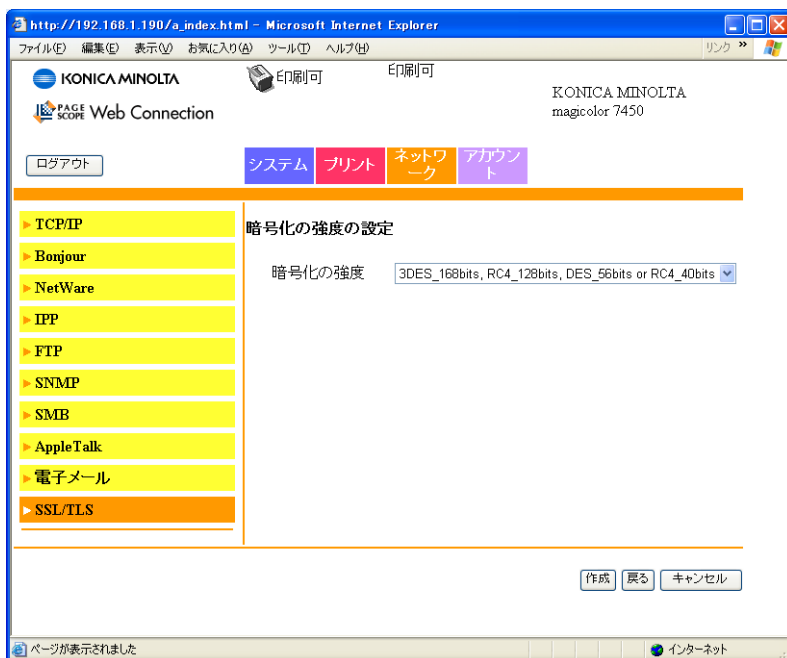 http://192.168.1.190/a_index.html - Microsoft Internet Explorer
ファイル(F) 編集(E) 表示(V) お気に入り(A) ツール(T) ヘルプ(H) リンク »
KONICA MINOLTA
印刷可
印刷可
KONICA MINOLTA
magicolor 7450
PAGE SCOPE Web Connection
ログアウト
システム
プリント
ネットワ
ーク
アカウン
ト
TCP/IP
Bonjour
NetWare
IPP
FTP
SNMP
SMB
AppleTalk
電子メール
SSL/TLS
暗号化の強度の設定
暗号化の強度 3DES_168bits, RC4_128bits, DES_56bits or RC4_40bits
作成 戻る キャンセル
ページが表示されました インターネット